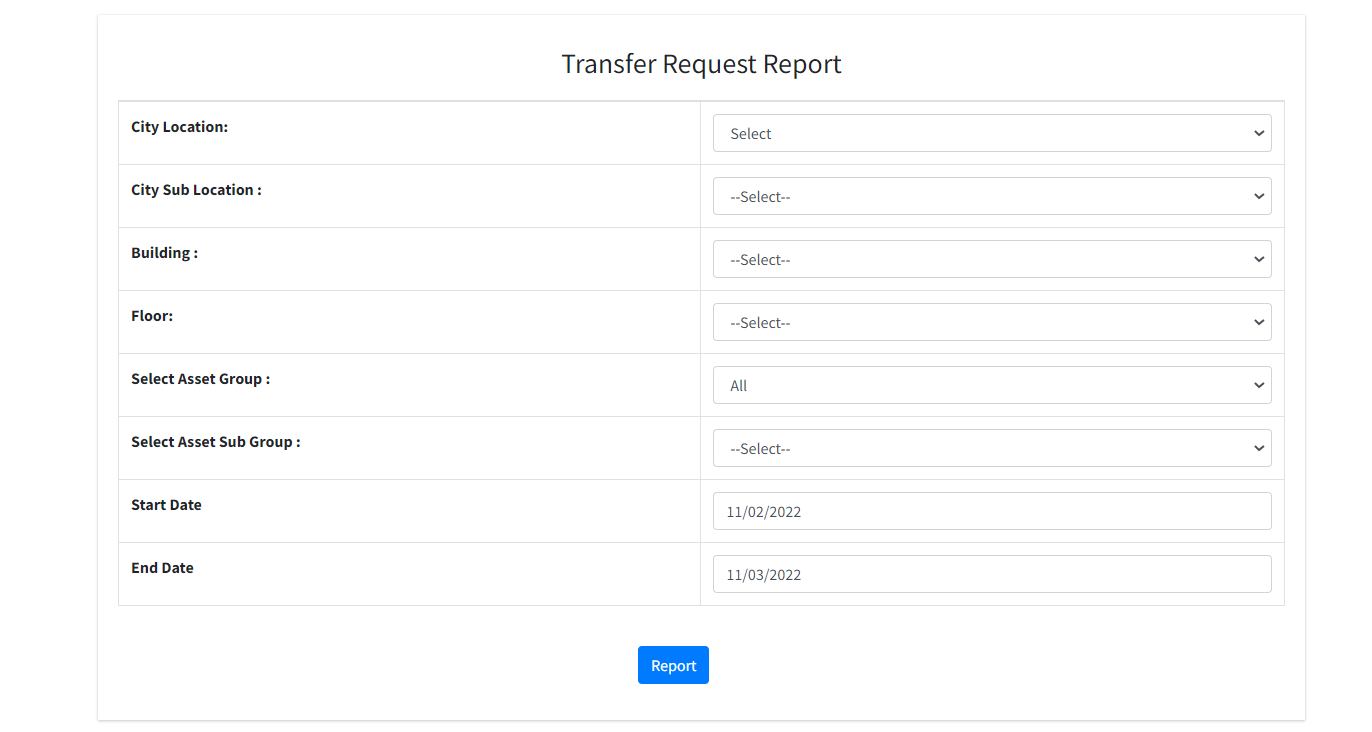 Transfer Request Report
City Location:
Select
City Sub Location :
--Select--
Building :
--Select--
Floor:
--Select--
Select Asset Group :
All
Select Asset Sub Group :
--Select--
Start Date
11/02/2022
End Date
11/03/2022
Report